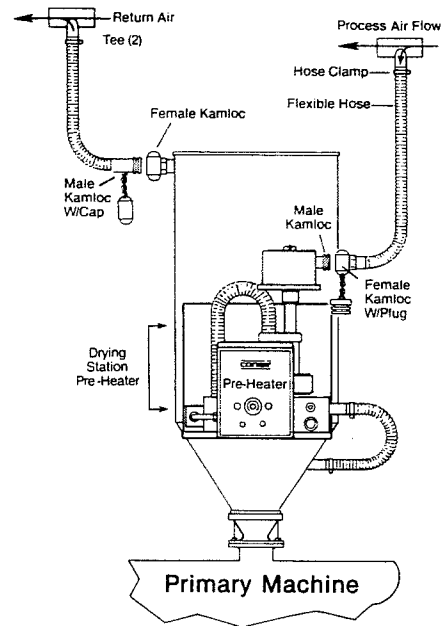 Return Air
Tee (2)
Process Air Flow
Hose Clamp
Flexible Hose
Female Kamloc
Male
Kamloc
W/Cap
Male
Kamloc
Female
Kamloc
W/Plug
Drying
Station
Pre-Heater
conair
Pre-Heater
Primary Machine